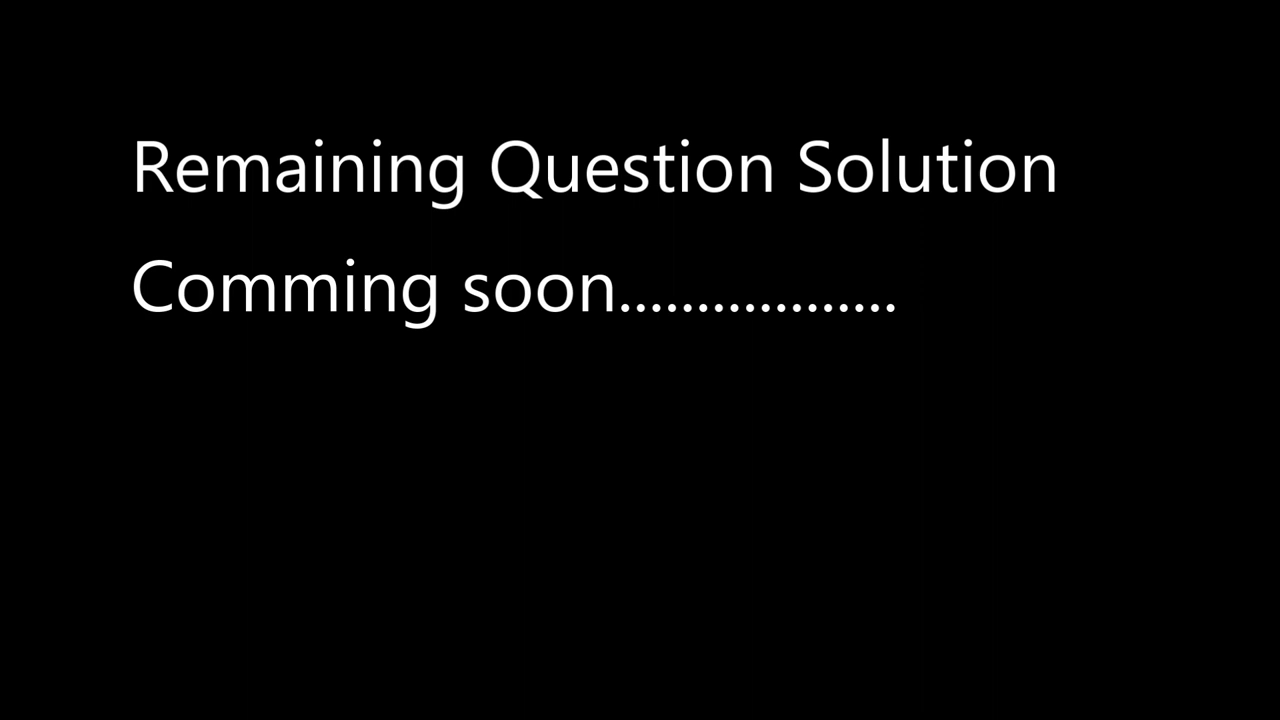 Remaining Question Solution
Comming soon..................